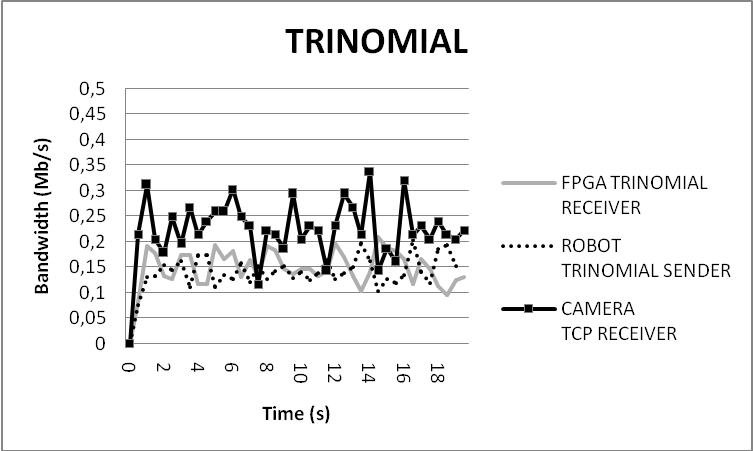 TRINOMIAL
0,5
0,45
0,4
0,35
0,3
0,25
0,2
0,15
0,1
0,05
0
Bandwidth (Mb/s)
0 2 4 6 8 10 12 14 16 18
Time (s)
FPGA TRINOMIAL
RECEIVER
ROBOT
TRINOMIAL SENDER
CAMERA
TCP RECEIVER